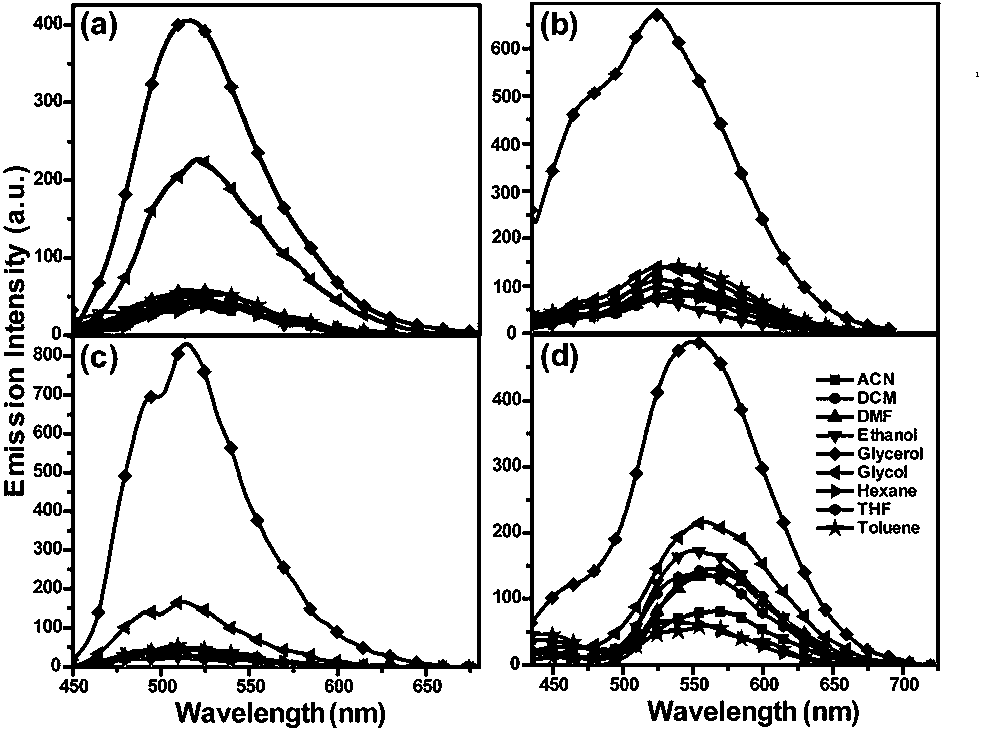 (a)
400
300
200
100
0
(b)
600
500
400
300
200
100
0
1
Emission Intensity (a.u.)
(c)
800
700
600
500
400
300
200
100
0
450 500 550 600 650
Wavelength (nm)
(d)
400
300
200
100
0
450 500 550 600 650 700
Wavelength (nm)
ACN
DCM
DMF
Ethanol
Glycerol
Glycol
Hexane
THF
Toluene